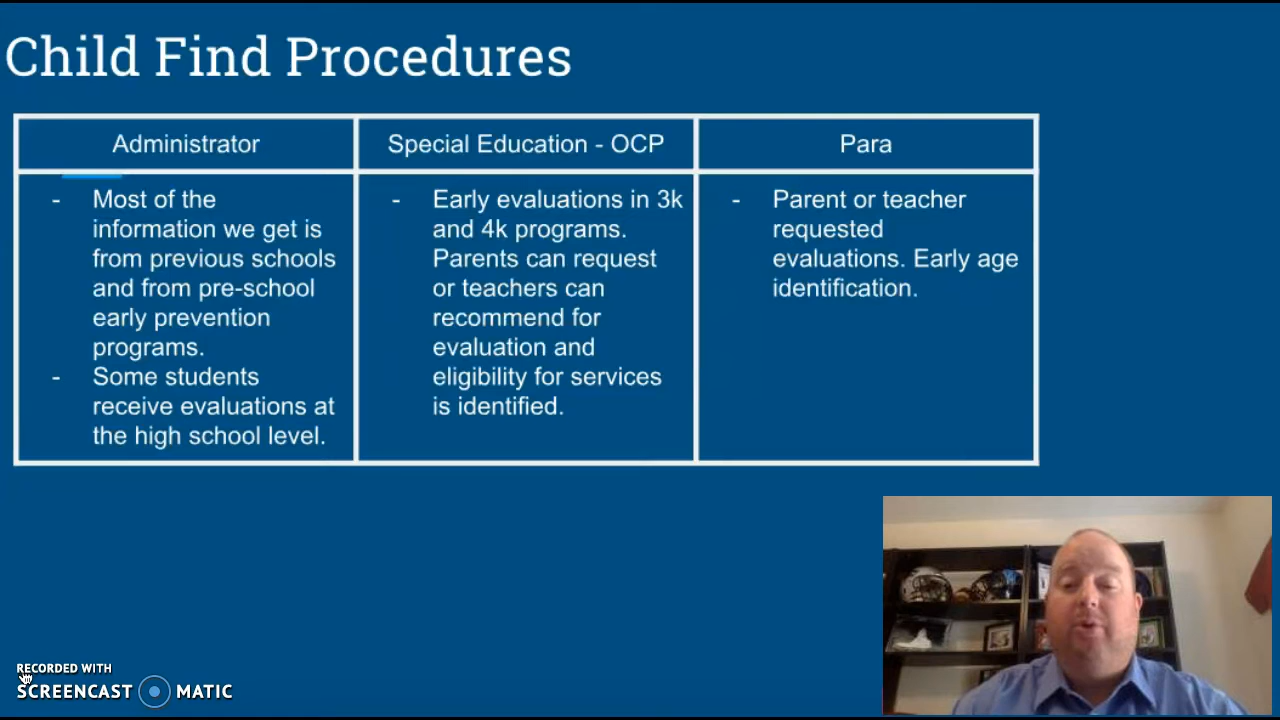 Child Find Procedures
Administrator
Special Education - OCP
Para
- Most of the
information we get is
from previous schools
and from pre-school
early prevention
programs.
- Some students
receive evaluations at
the high school level.
- Early evaluations in 3k
and 4k programs.
Parents can request
or teachers can
recommend for
evaluation and
eligibility for services
is identified.
- Parent or teacher
requested
evaluations. Early age
identification.
RECORDED WITH
SCREENCAST MATIC